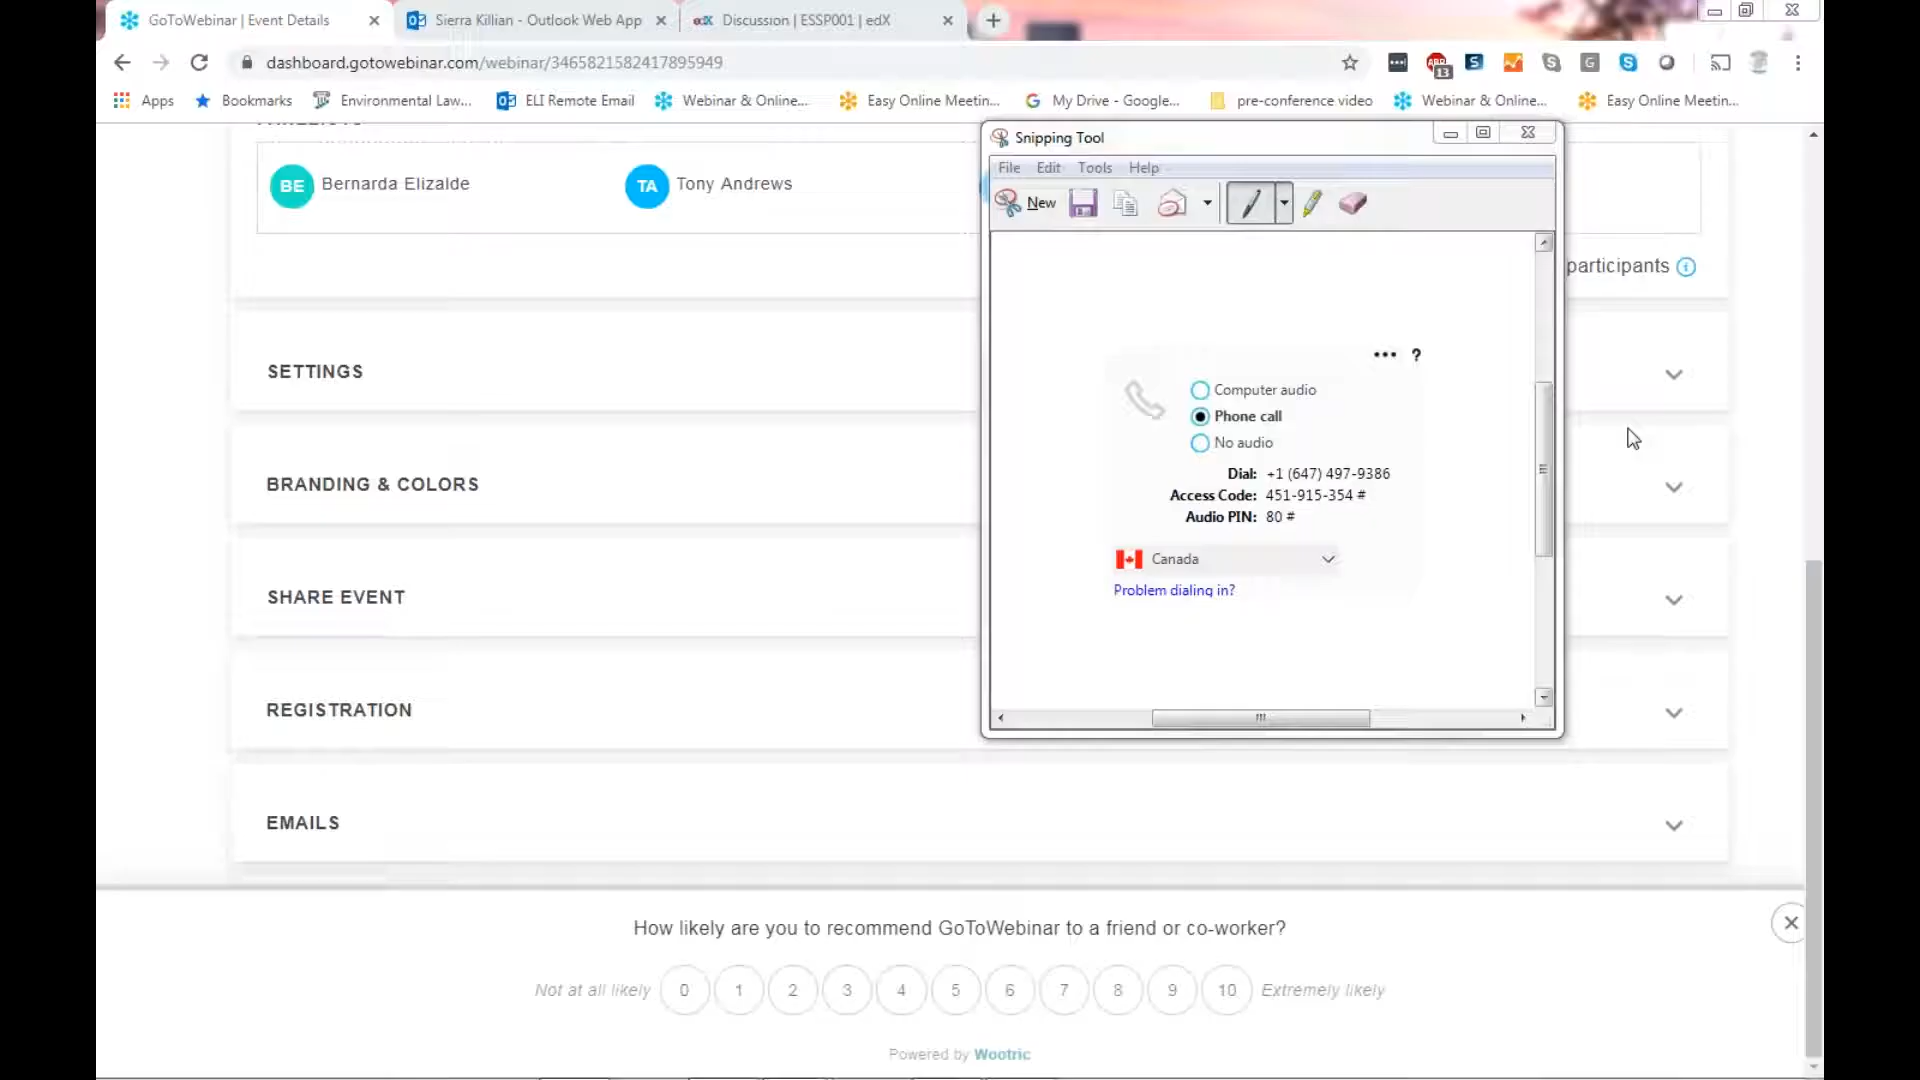 GoToWebinar | Event Details
Sierra Killian - Outlook Web App
edX Discussion | ESSP001 | edX
dashboard.gotowebinar.com/webinar/3465821582417895949
ABP 13 S S G S
Apps Bookmarks Environmental Law... ELI Remote Email Webinar & Online... Easy Online Meetin... My Drive - Google... pre-conference video Webinar & Online... Easy Online Meetin...
BE Bernarda Elizalde
TA Tony Andrews
participants
SETTINGS
BRANDING & COLORS
SHARE EVENT
REGISTRATION
EMAILS
Snipping Tool
File Edit Tools Help
New
?
Computer audio
Phone call
No audio
Dial: +1 (647) 497-9386
Access Code: 451-915-354 #
Audio PIN: 80 #
Canada
Problem dialing in?
How likely are you to recommend GoToWebinar to a friend or co-worker?
Not at all likely 0 1 2 3 4 5 6 7 8 9 10 Extremely likely
Powered by Wootric